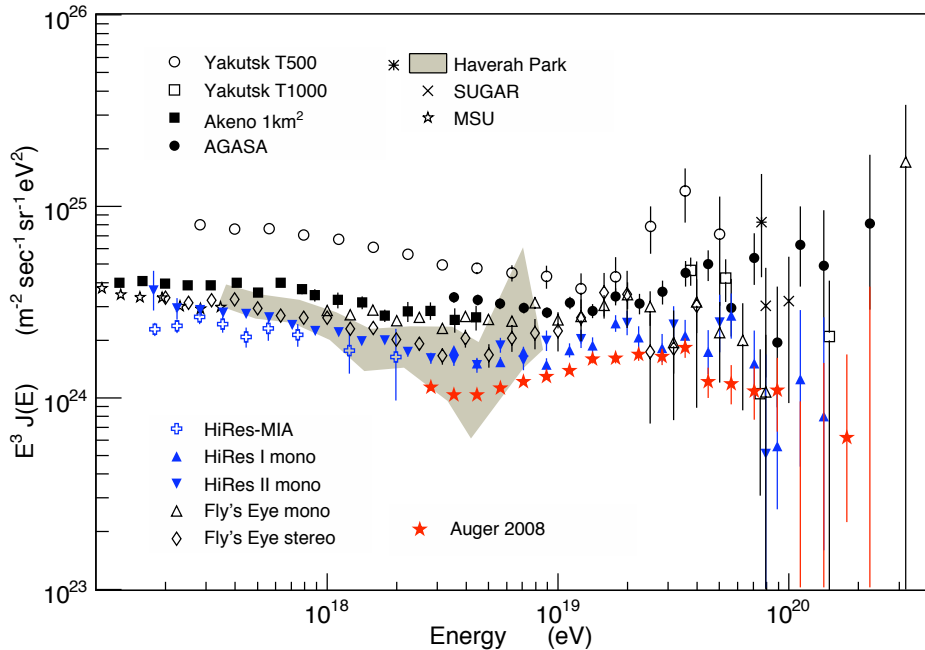 10^26
Yakutsk T500
Yakutsk T1000
Akeno 1km^2
AGASA
Haverah Park
SUGAR
MSU
10^25
10^24
10^23
E^3 J(E) (m^-2 sec^-1 sr^-1 eV^2)
HiRes-MIA
HiRes I mono
HiRes II mono
Fly's Eye mono
Fly's Eye stereo
Auger 2008
10^18
10^19
10^20
Energy (eV)